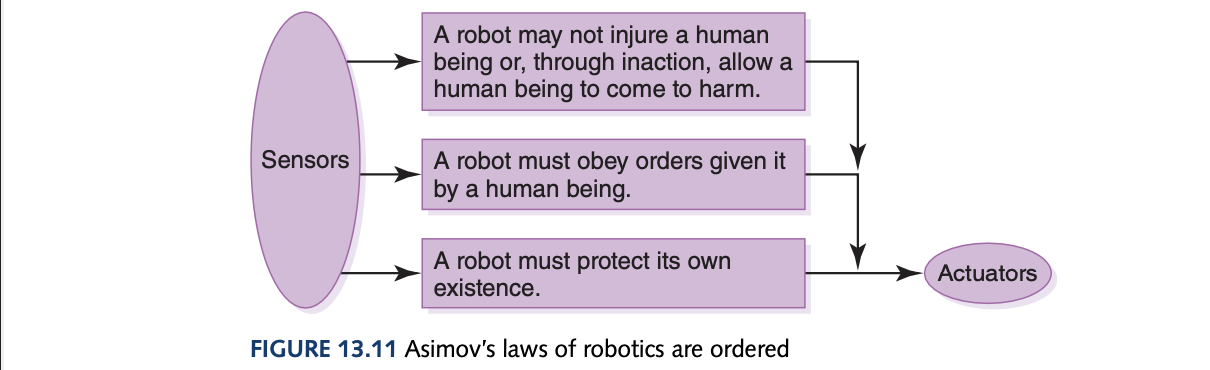 Sensors
A robot may not injure a human
being or, through inaction, allow a
human being to come to harm.
A robot must obey orders given it
by a human being.
A robot must protect its own
existence.
Actuators
FIGURE 13.11 Asimov’s laws of robotics are ordered